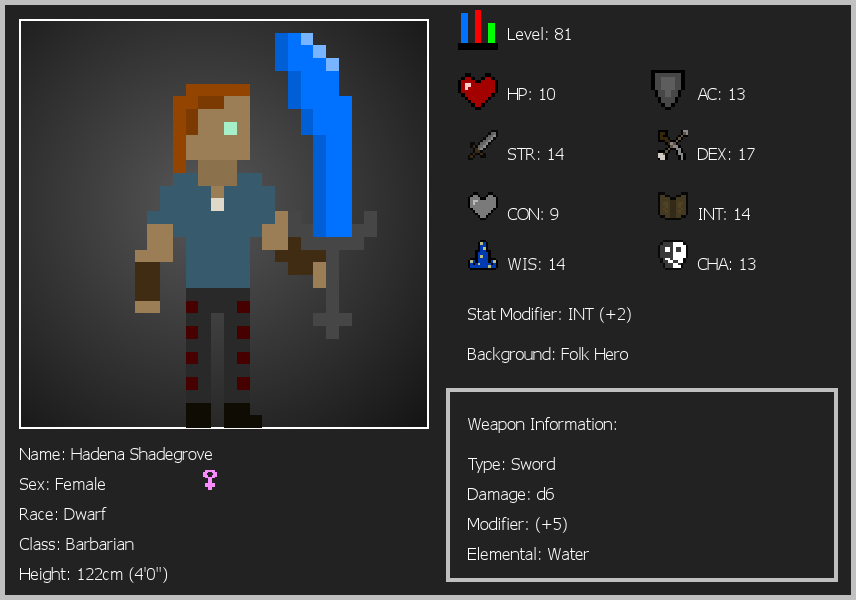 Level: 81
HP: 10
AC: 13
STR: 14
DEX: 17
CON: 9
INT: 14
WIS: 14
CHA: 13
Stat Modifier: INT (+2)
Background: Folk Hero
Weapon Information:
Type: Sword
Damage: d6
Modifier: (+5)
Elemental: Water
Name: Hadena Shadegrove
Sex: Female
Race: Dwarf
Class: Barbarian
Height: 122cm (4'0")